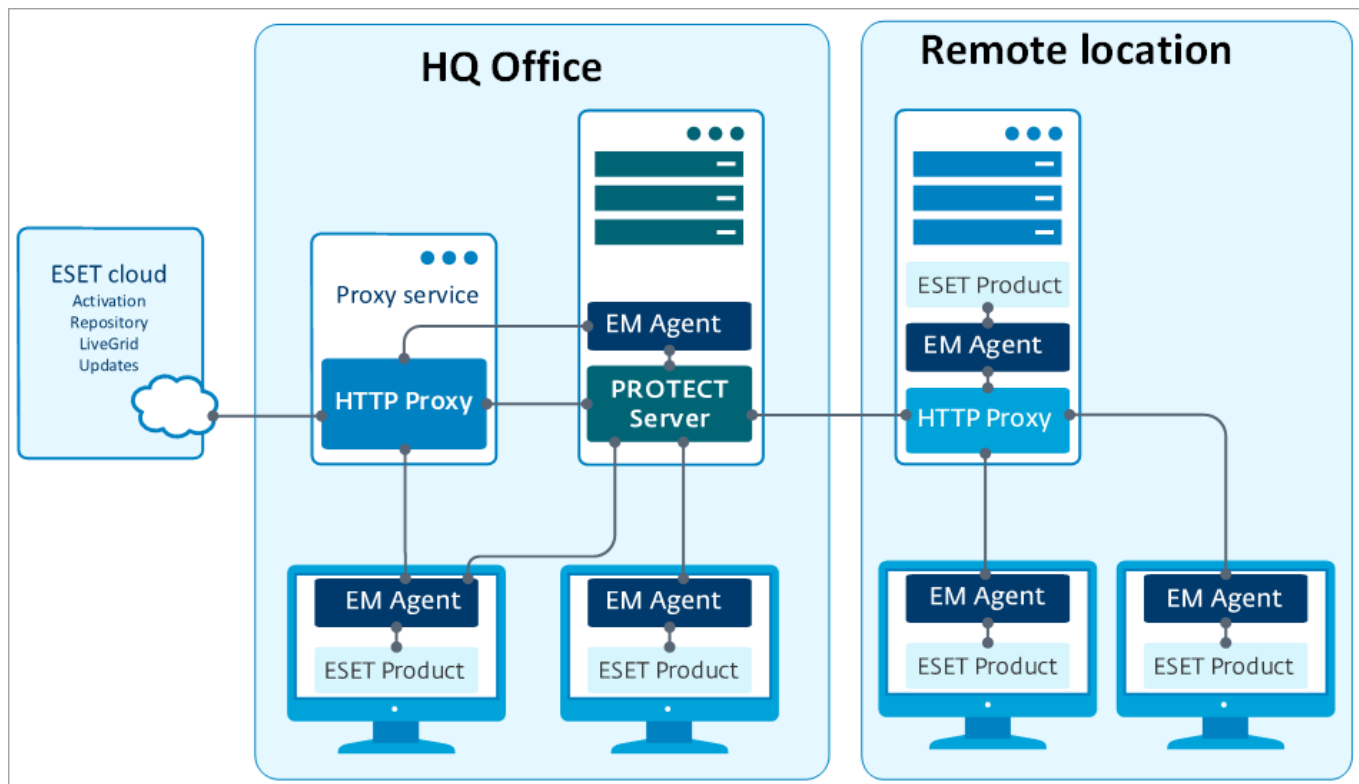 HQ Office
Remote location
ESET cloud
Activation
Repository
LiveGrid
Updates
Proxy service
HTTP Proxy
EM Agent
PROTECT
Server
ESET Product
EM Agent
HTTP Proxy
EM Agent
ESET Product
EM Agent
ESET Product
EM Agent
ESET Product
EM Agent
ESET Product